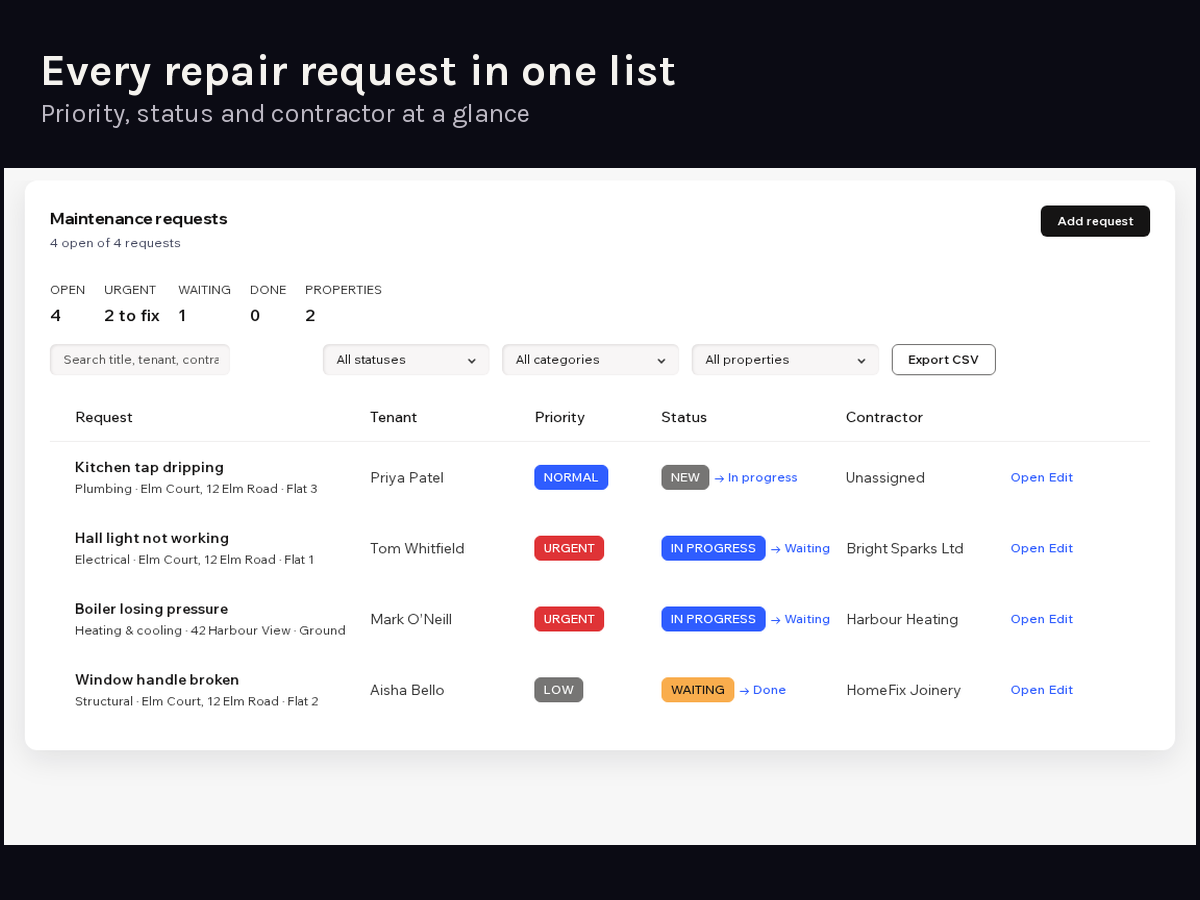 Every repair request in one list
Priority, status and contractor at a glance
Maintenance requests
4 open of 4 requests
Add request
OPEN URGENT WAITING DONE PROPERTIES
4 2 to fix 1 0 2
Search title, tenant, contra All statuses All categories All properties Export CSV
Request Tenant Priority Status Contractor
Kitchen tap dripping
Plumbing · Elm Court, 12 Elm Road · Flat 3
Priya Patel NORMAL NEW → In progress Unassigned Open Edit
Hall light not working
Electrical · Elm Court, 12 Elm Road · Flat 1
Tom Whitfield URGENT IN PROGRESS → Waiting Bright Sparks Ltd Open Edit
Boiler losing pressure
Heating & cooling · 42 Harbour View · Ground
Mark O'Neill URGENT IN PROGRESS → Waiting Harbour Heating Open Edit
Window handle broken
Structural · Elm Court, 12 Elm Road · Flat 2
Aisha Bello LOW WAITING → Done HomeFix Joinery Open Edit